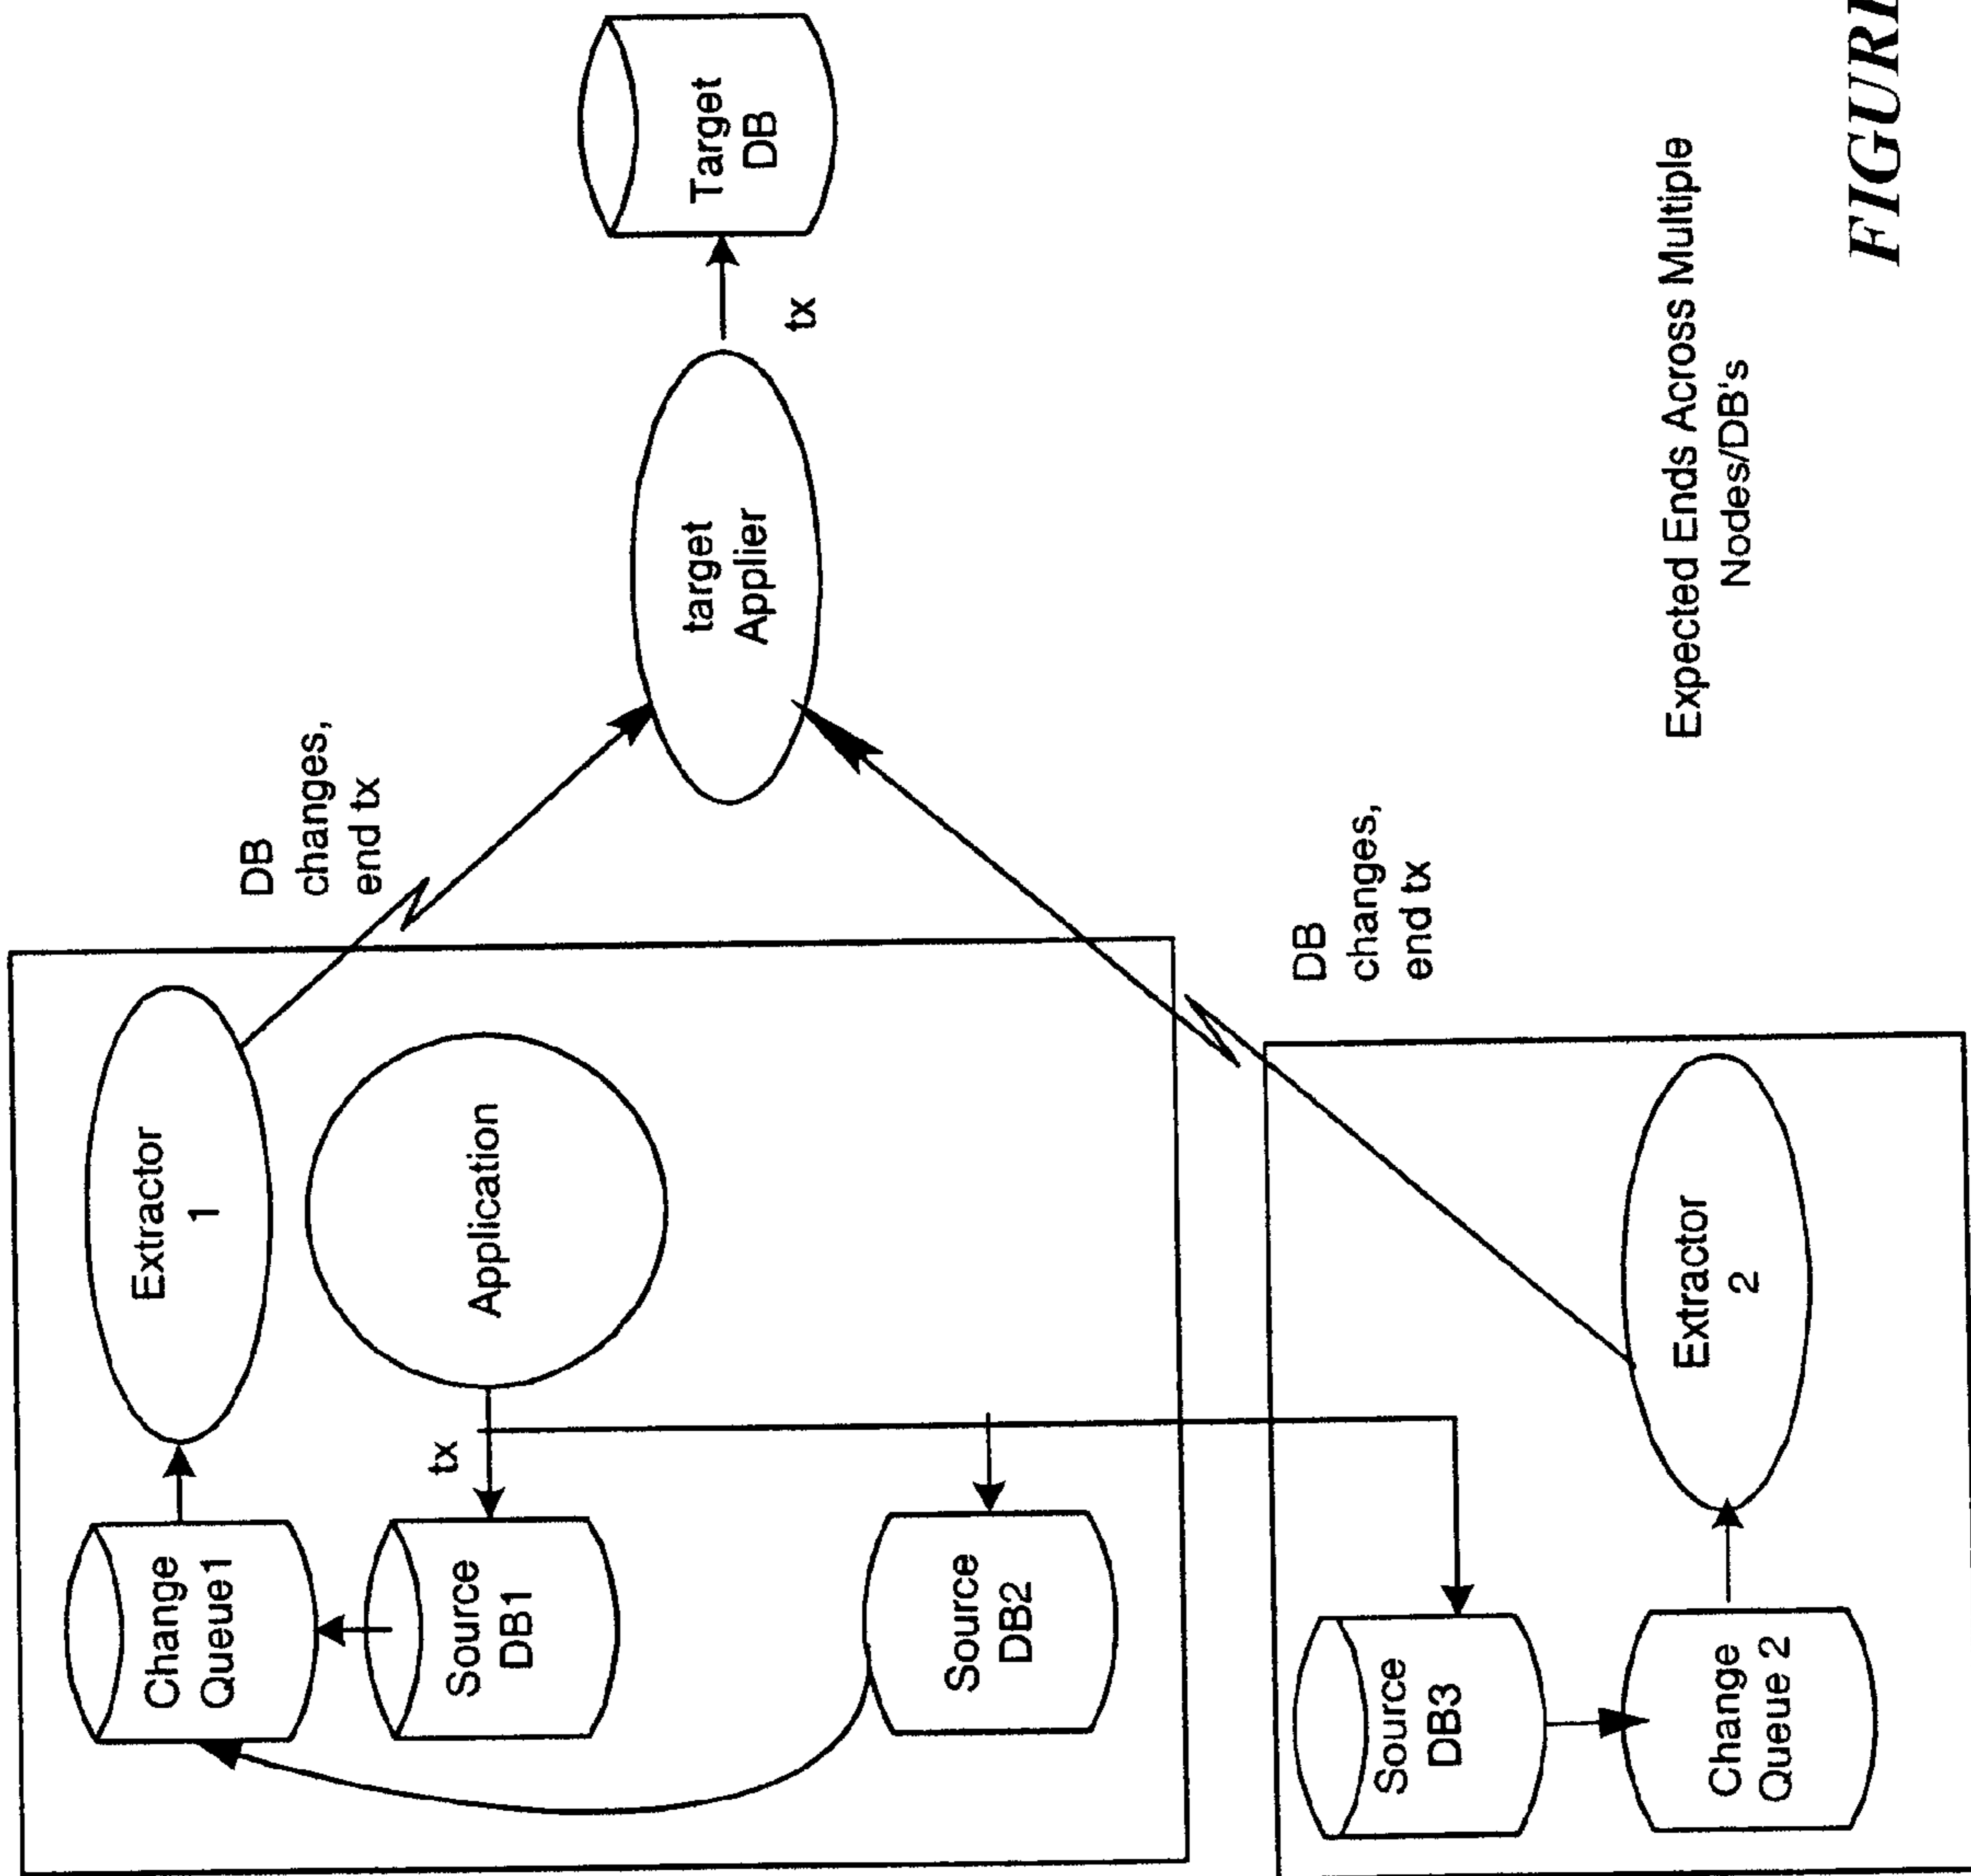 Change
Queue1
Extractor
1
DB
changes,
end tx
Source
DB1
tx
Application
target
Applier
tx
Target
DB
Source
DB2
Source
DB3
DB
changes,
end tx
Change
Queue 2
Extractor
2
Expected Ends Across Multiple
Nodes/DB's
FIGURE